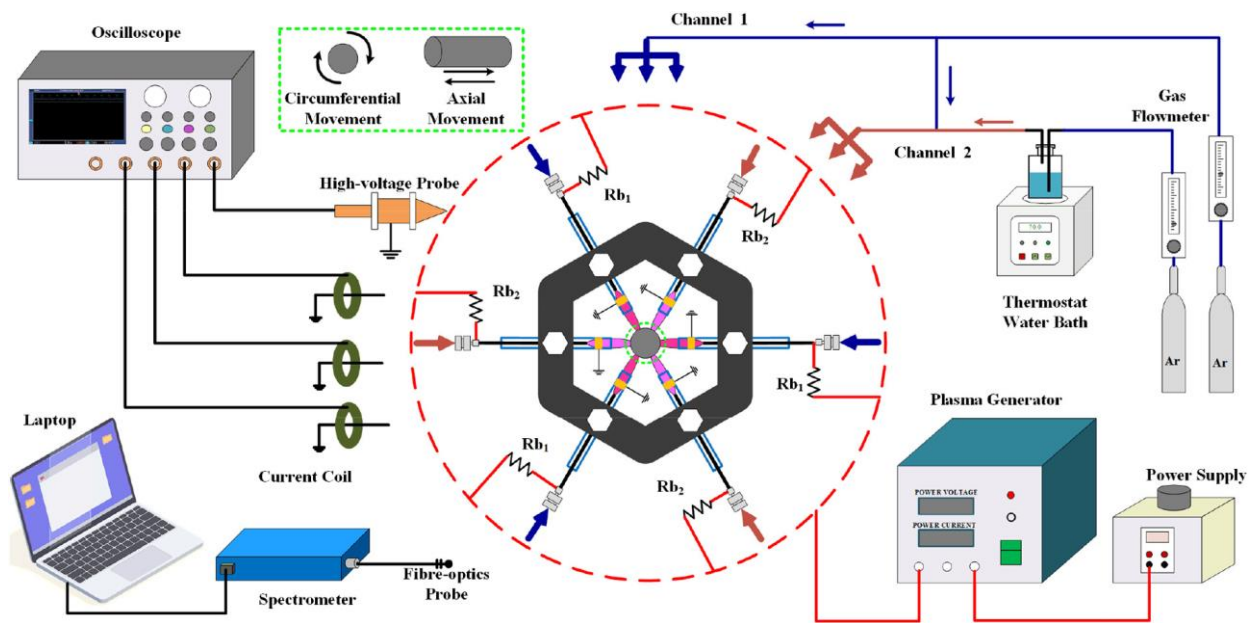 Oscilloscope
Circumferential
Movement
Axial
Movement
Channel 1
Channel 2
Gas
Flowmeter
High-voltage Probe
Rb1
Rb2
Rb2
Rb1
Rb1
Rb2
Thermostat
Water Bath
Ar
Ar
Current Coil
Laptop
Spectrometer
Fibre-optics
Probe
Plasma Generator
POWER VOLTAGE
POWER CURRENT
Power Supply